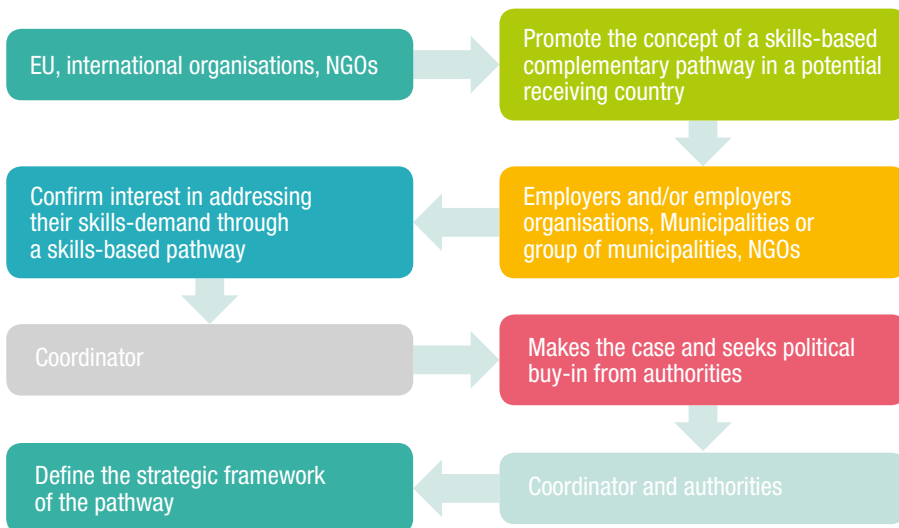 EU, international organisations, NGOs
Promote the concept of a skills-based
complementary pathway in a potential
receiving country
Employers and/or employers
organisations, Municipalities or
group of municipalities, NGOs
Confirm interest in addressing
their skills-demand through
a skills-based pathway
Coordinator
Makes the case and seeks political
buy-in from authorities
Coordinator and authorities
Define the strategic framework
of the pathway